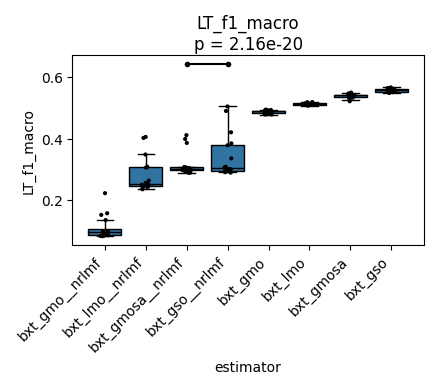 LT_f1_macro
p = 2.16e-20
LT_f1_macro
0.6
0.4
0.2
bxt_gmo__nrlmf
bxt_lmo__nrlmf
bxt_gmosa__nrlmf
bxt_gso__nrlmf
bxt_gmo
bxt_lmo
bxt_gmosa
bxt_gso
estimator